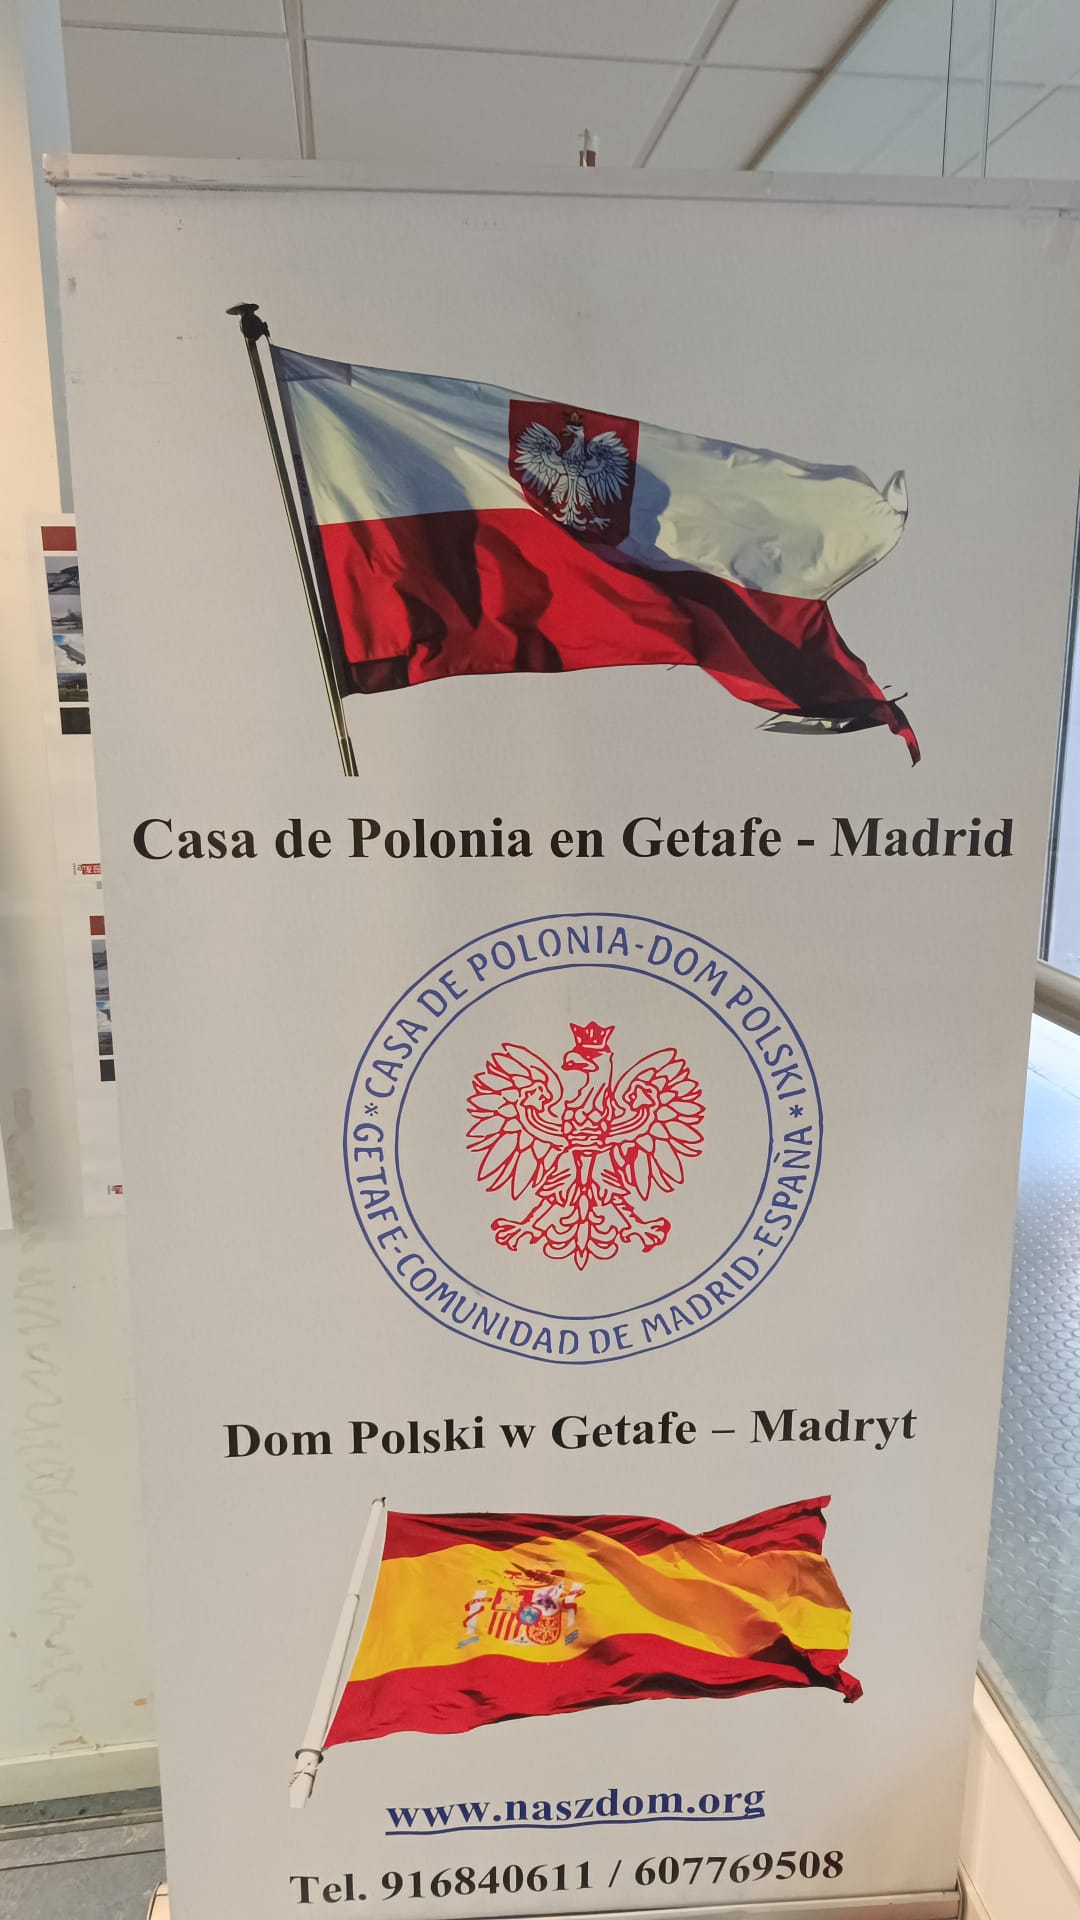 Casa de Polonia en Getafe - Madrid
* CASA DE POLONIA-DOM POLSKI *
GETAFE-COMUNIDAD DE MADRID-ESPAÑA
Dom Polski w Getafe – Madryt
www.naszdom.org
Tel. 916840611 / 607769508